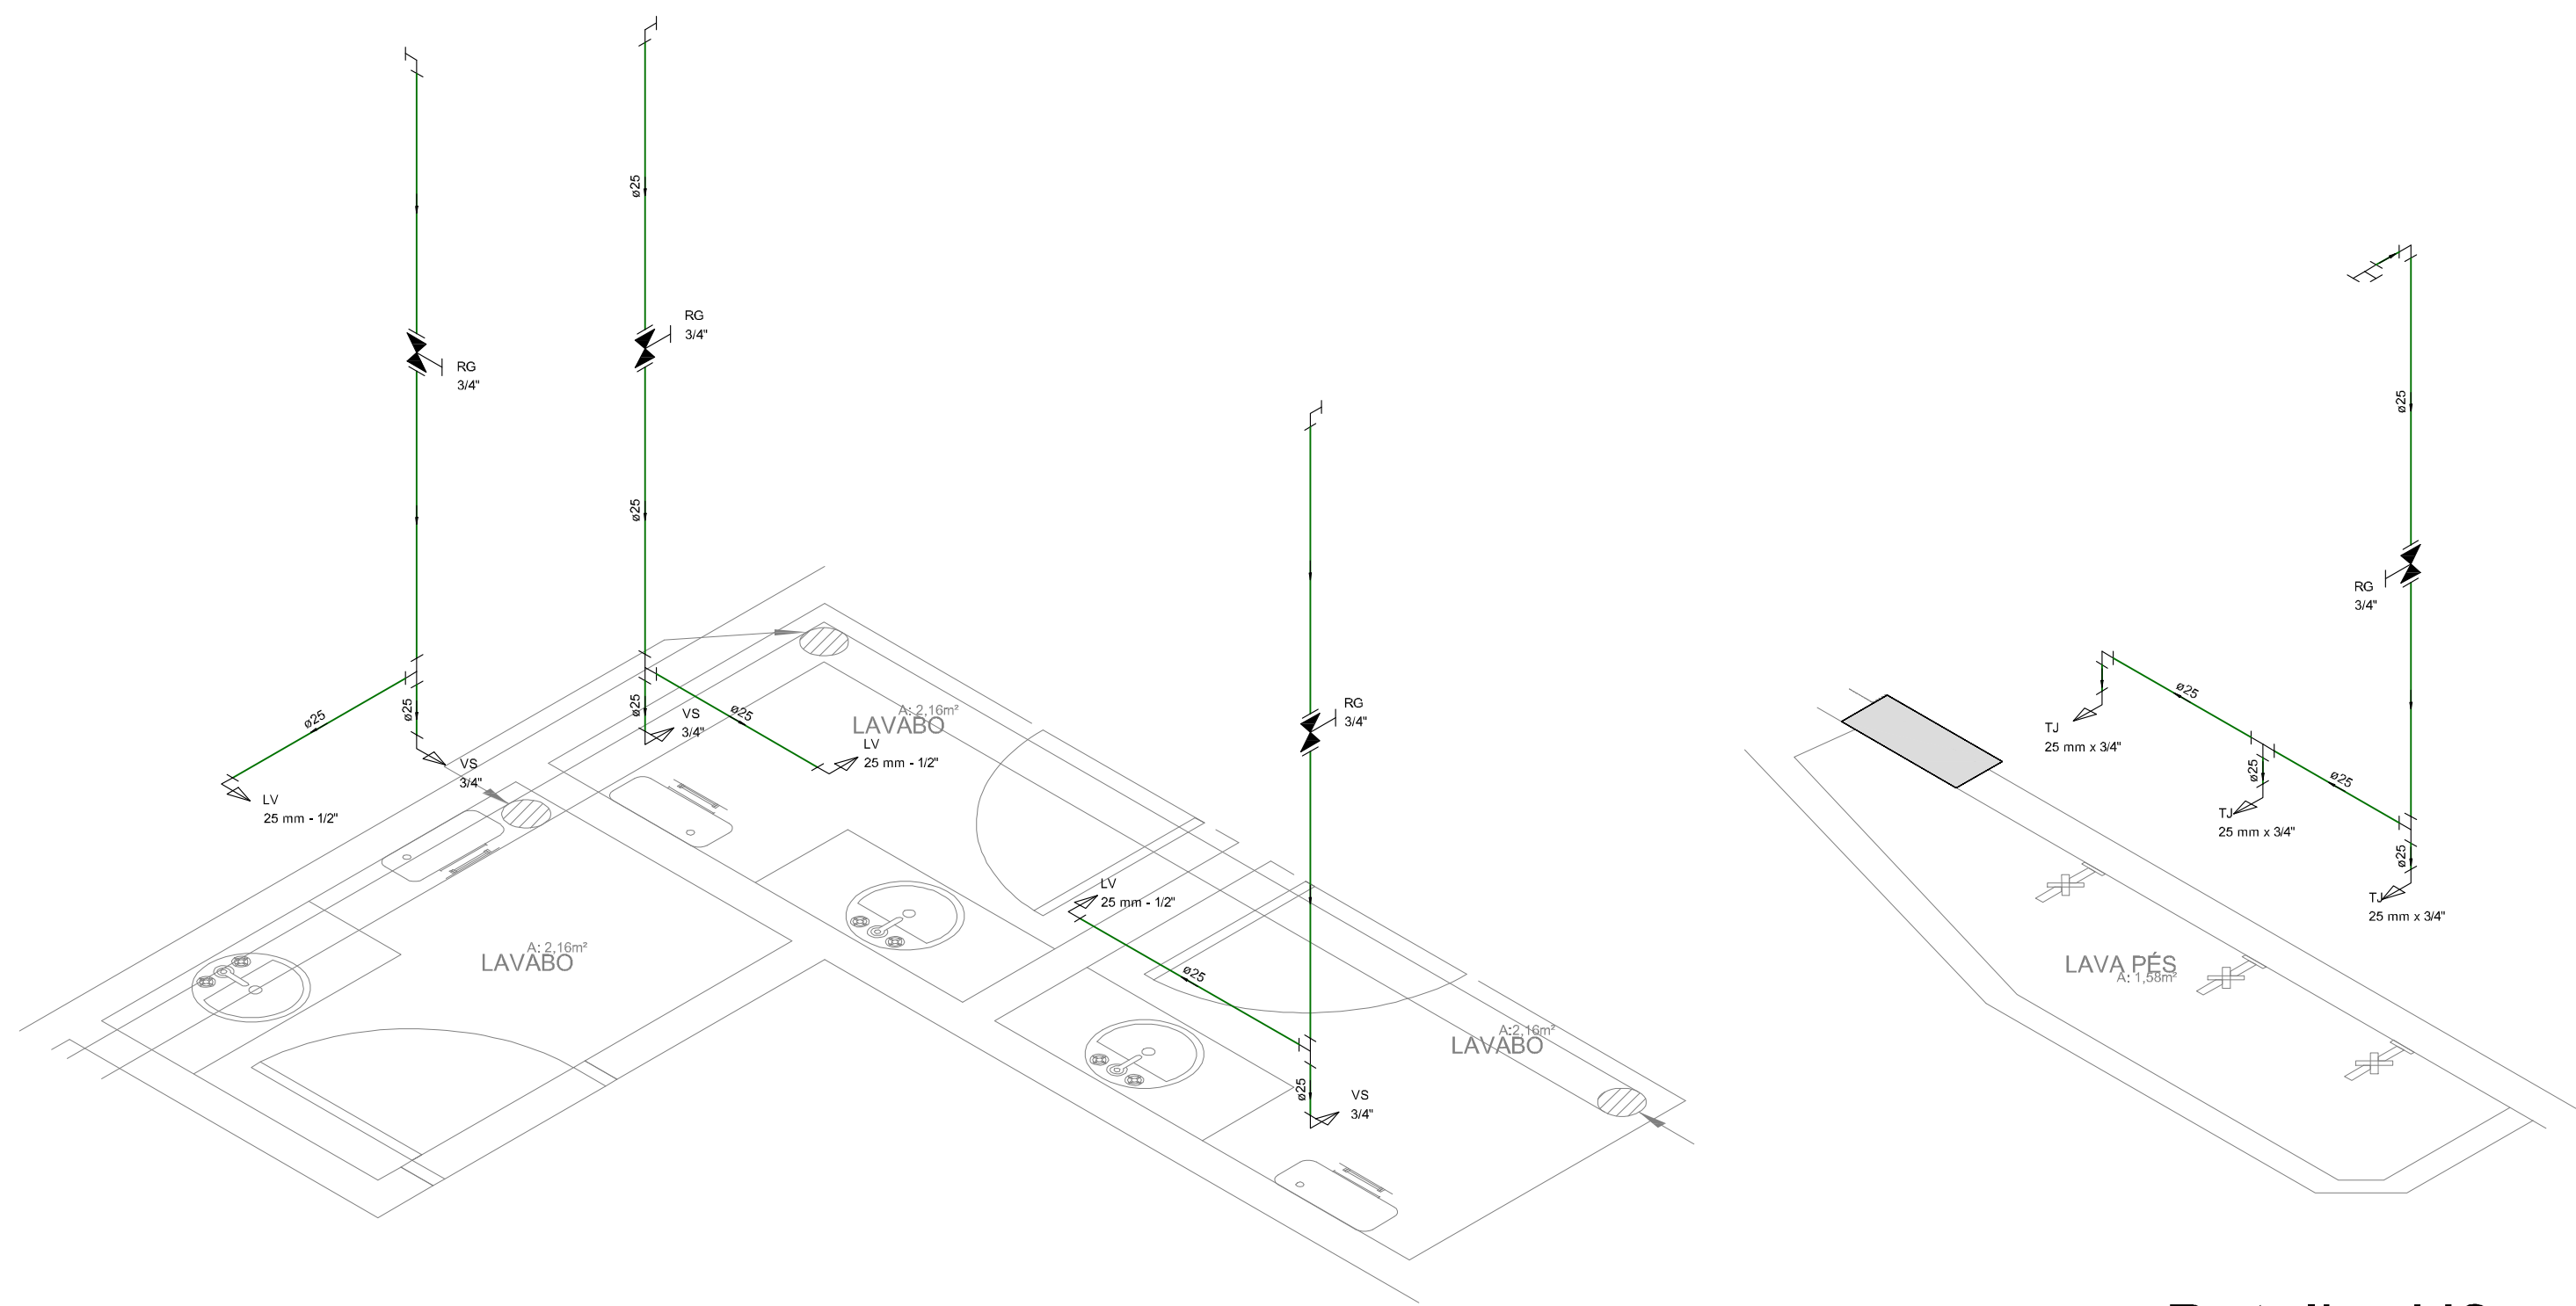 RG
3/4"
ø25
RG
3/4"
ø25
ø25
ø25
LV
25 mm - 1/2"
VS
3/4"
ø25
VS
3/4"
ø25
LV
25 mm - 1/2"
A: 2,16m²
LAVABO
A: 2,16m²
LAVABO
RG
3/4"
LV
25 mm - 1/2"
ø25
ø25
VS
3/4"
A:2,16m²
LAVABO
ø25
RG
3/4"
TJ
25 mm x 3/4"
ø25
ø25
TJ
25 mm x 3/4"
ø25
ø25
TJ
25 mm x 3/4"
LAVA PÉS
A: 1,58m²